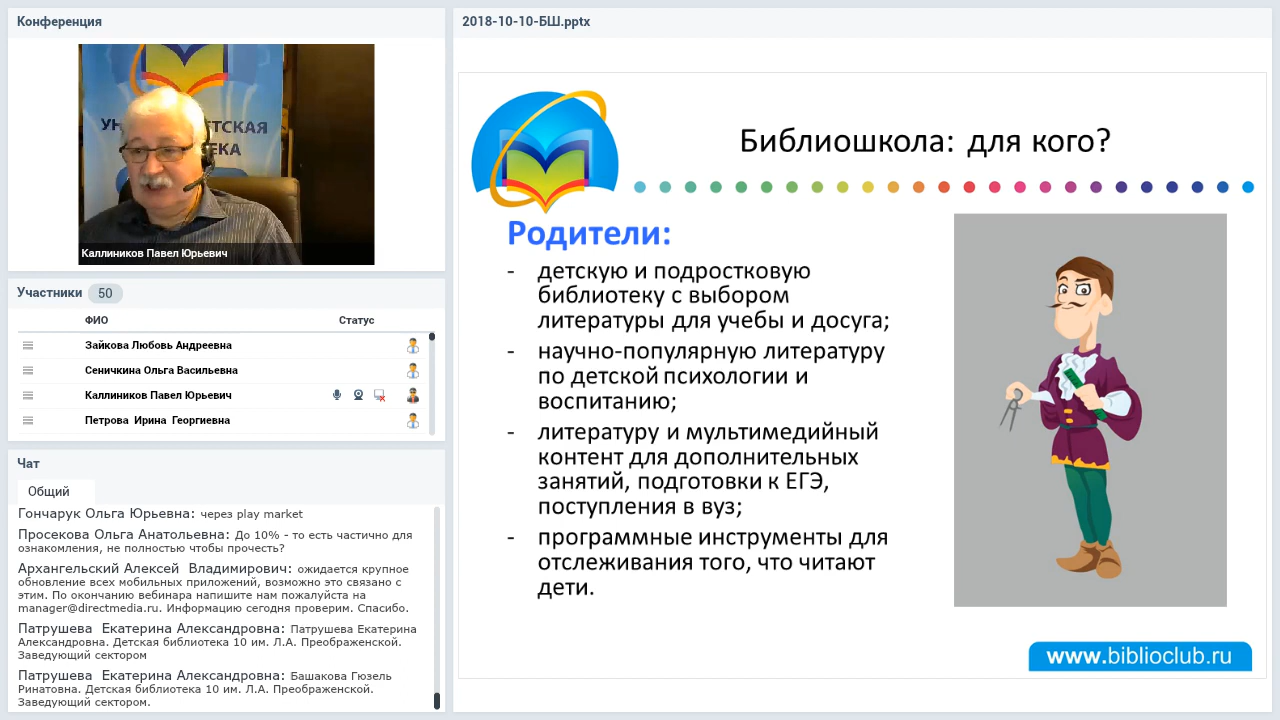 Конференция
УН
ЕТСКАЯ
ЕКА
Каллиников Павел Юрьевич
Участники 50
ФИО Статус
Зайкова Любовь Андреевна
Сеничкина Ольга Васильевна
Каллиников Павел Юрьевич
Петрова Ирина Георгиевна
Чат
Общий
Гончарук Ольга Юрьевна: через play market
Просекова Ольга Анатольевна: До 10% - то есть частично для
ознакомления, не полностью чтобы прочесть?
Архангельский Алексей Владимирович: ожидается крупное
обновление всех мобильных приложений, возможно это связано с
этим. По окончанию вебинара напишите нам пожалуйста на
manager@directmedia.ru. Информацию сегодня проверим. Спасибо.
Патрушева Екатерина Александровна: Патрушева Екатерина
Александровна. Детская библиотека 10 им. Л.А. Преображенской.
Заведующий сектором
Патрушева Екатерина Александровна: Башакова Гюзель
Ринатовна. Детская библиотека 10 им. Л.А. Преображенской.
Заведующий сектором.
2018-10-10-БШ.pptx
Библиошкола: для кого?
Родители:
- детскую и подростковую
библиотеку с выбором
литературы для учебы и досуга;
- научно-популярную литературу
по детской психологии и
воспитанию;
- литературу и мультимедийный
контент для дополнительных
занятий, подготовки к ЕГЭ,
поступления в вуз;
- программные инструменты для
отслеживания того, что читают
дети.
www.biblioclub.ru